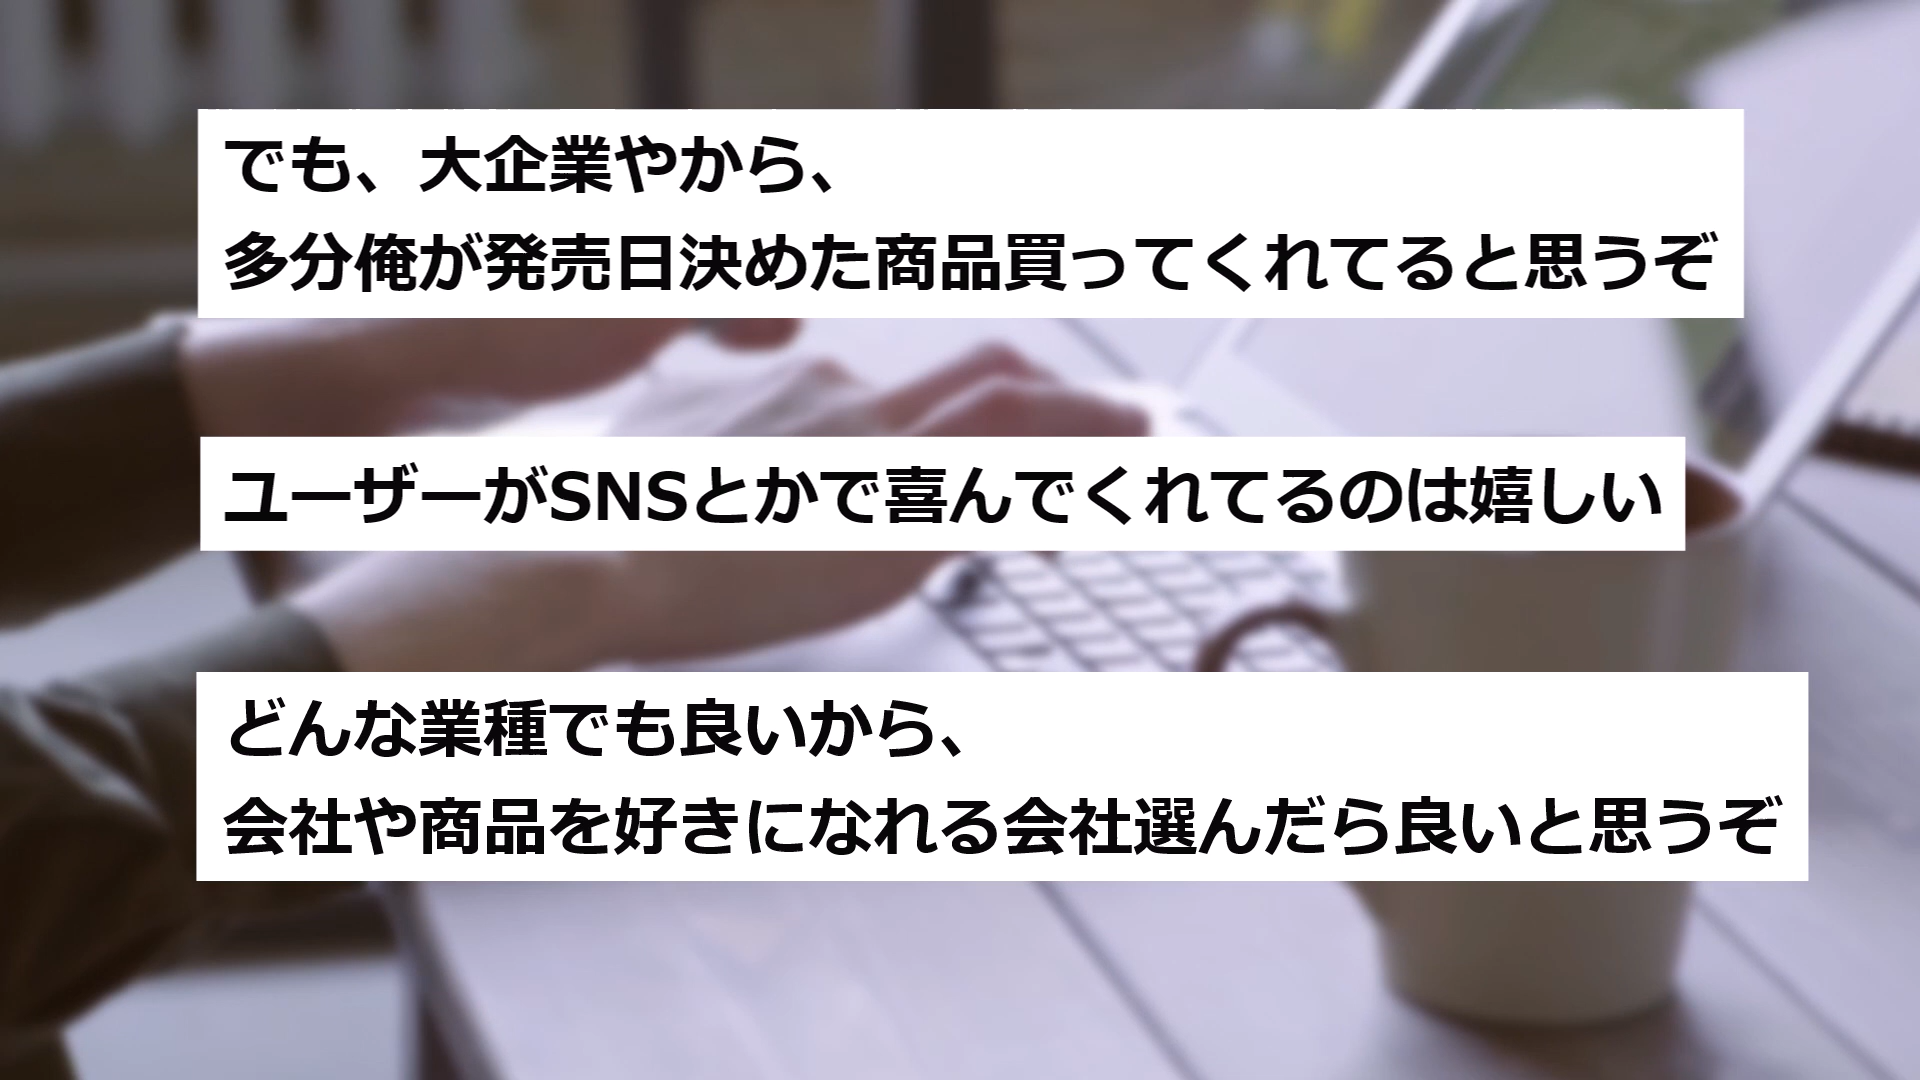 でも、大企業やから、
多分俺が発売日決めた商品買ってくれてると思うぞ
ユーザーがSNSとかで喜んでくれてるのは嬉しい
どんな業種でも良いから、
会社や商品を好きになれる会社選んだら良いと思うぞ